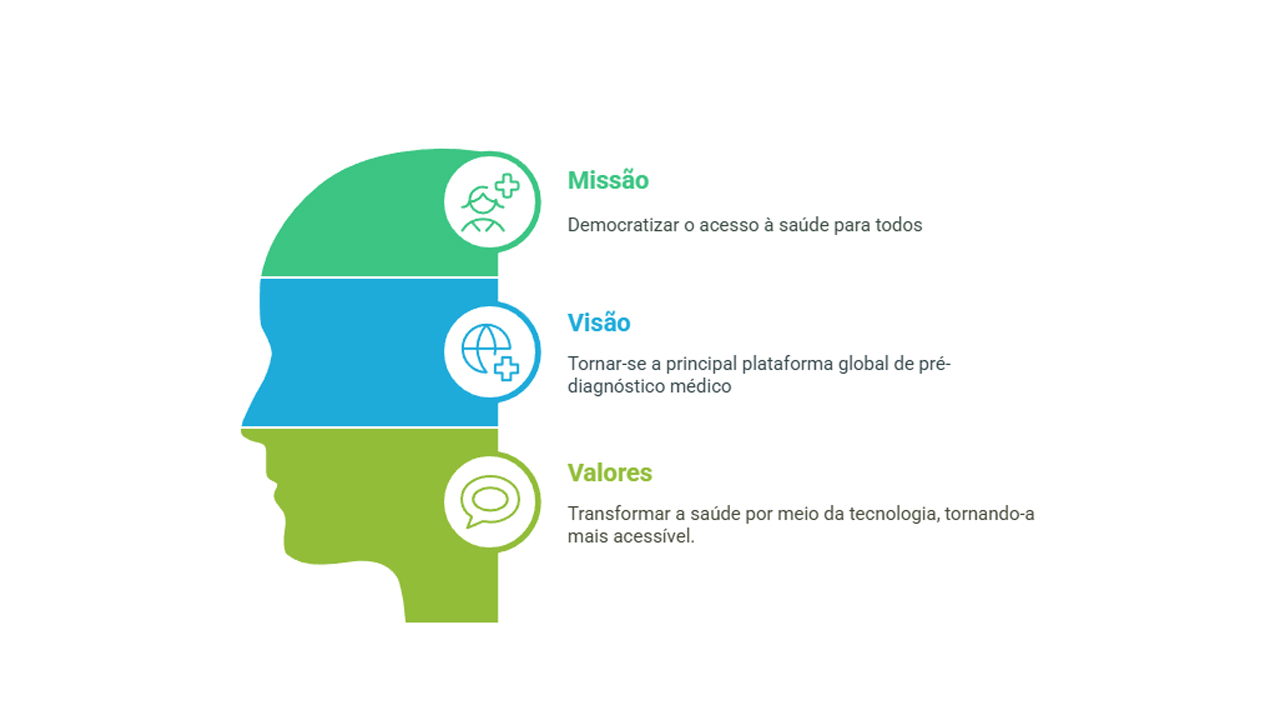 Missão
Democratizar o acesso à saúde para todos
Visão
Tornar-se a principal plataforma global de pré-
diagnóstico médico
Valores
Transformar a saúde por meio da tecnologia, tornando-a
mais acessível.